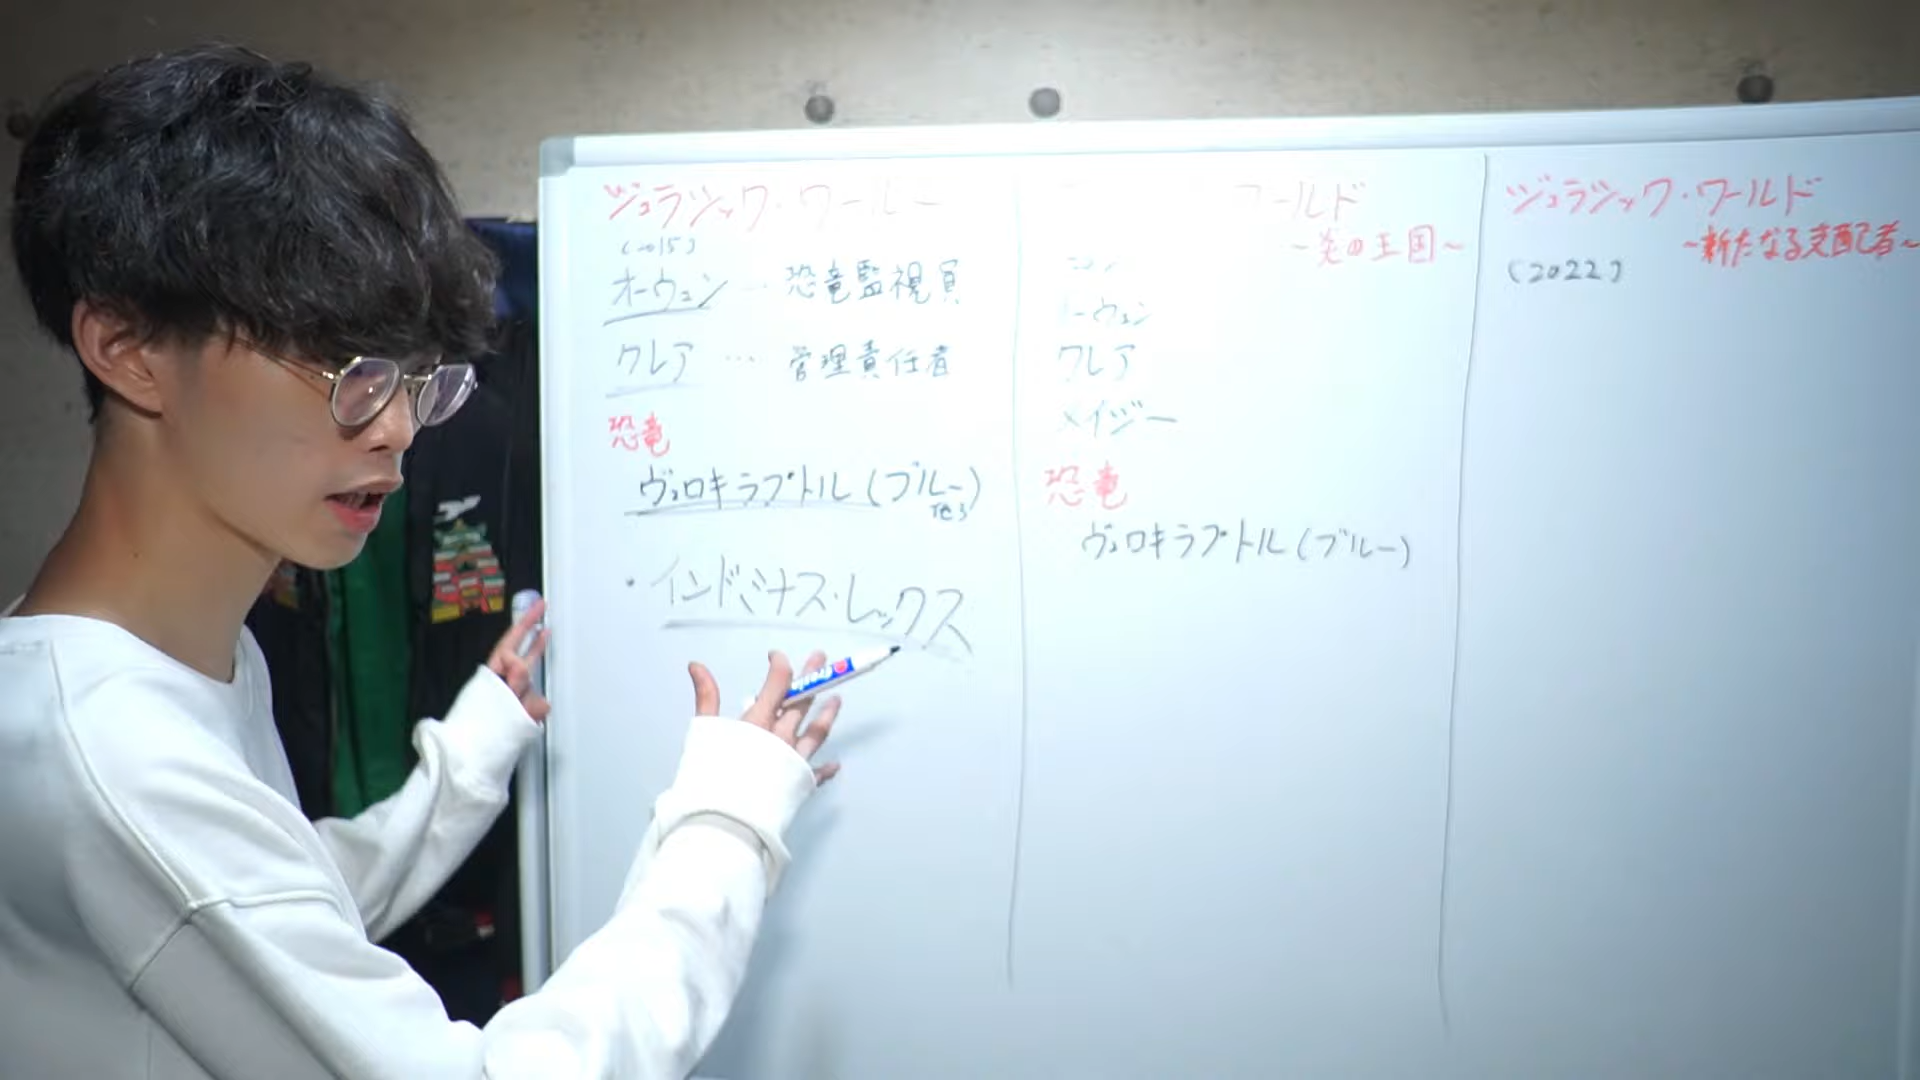 ジュラシック・ワールド
(2015)
オーウェン … 恐竜監視員
クレア …. 管理責任者
恐竜
ヴェロキラプトル(ブルー)
他3
・インドミナス・レックス
ワールド
~炎の王国~
オーウェン
クレア
メイジー
恐竜
ヴェロキラプトル(ブルー)
ジュラシック・ワールド
~新たなる支配者~
(2022)